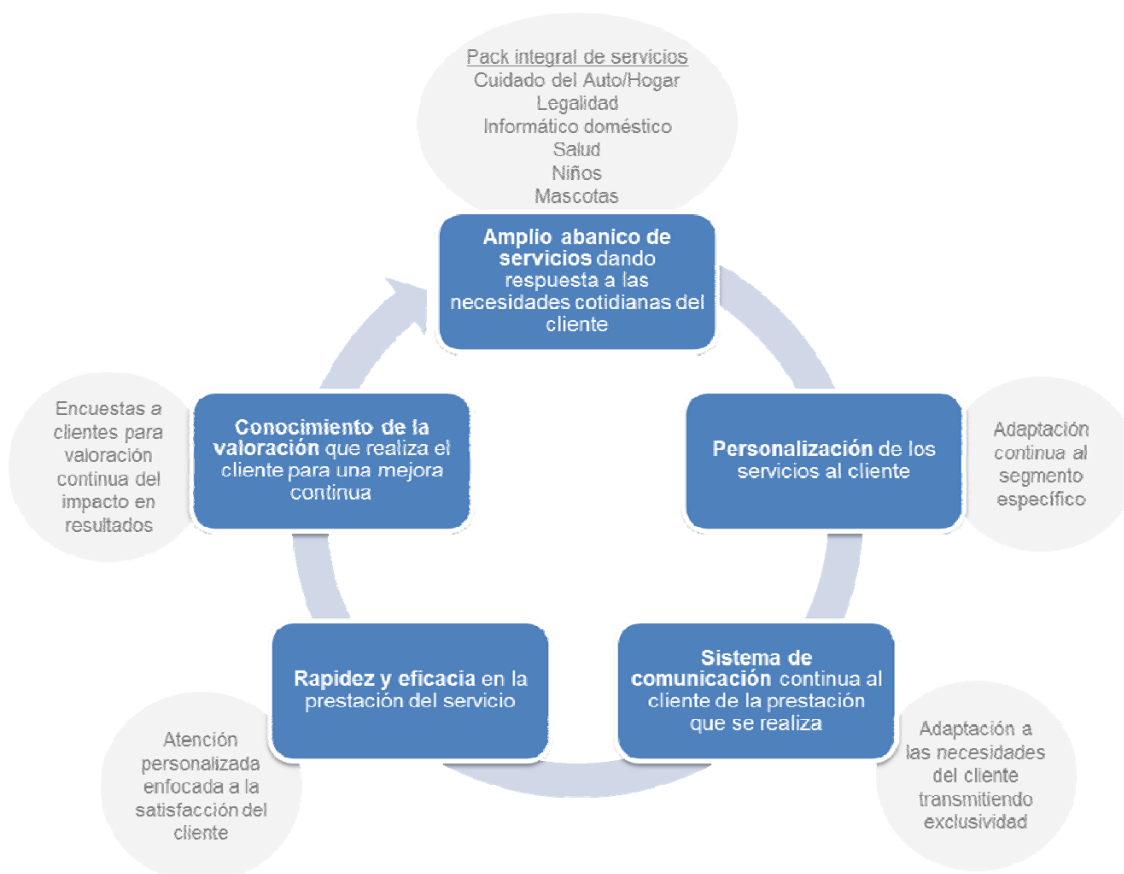 Pack integral de servicios
Cuidado del Auto/Hogar
Legalidad
Informático doméstico
Salud
Niños
Mascotas
Amplio abanico de
servicios dando
respuesta a las
necesidades cotidianas del
cliente
Personalización de los
servicios al cliente
Adaptación
continua al
segmento
específico
Sistema de
comunicación continua al
cliente de la prestación
que se realiza
Adaptación a
las necesidades
del cliente
transmitiendo
exclusividad
Rapidez y eficacia en la
prestación del servicio
Atención
personalizada
enfocada a la
satisfacción del
cliente
Conocimiento de la
valoración que realiza el
cliente para una mejora
continua
Encuestas a
clientes para
valoración
continua del
impacto en
resultados